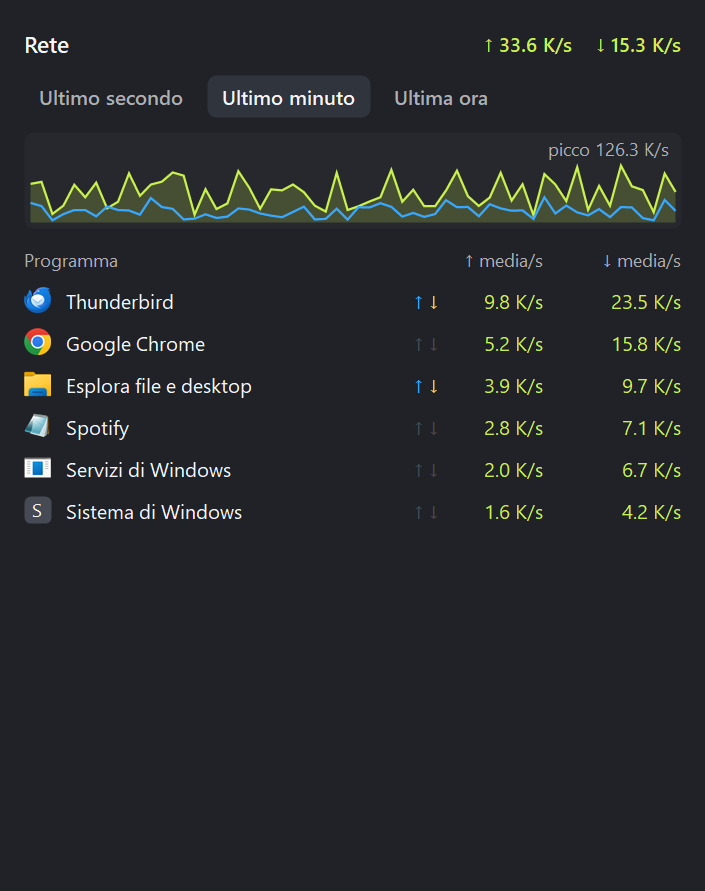 Rete ↑ 33.6 K/s ↓ 15.3 K/s
Ultimo secondo Ultimo minuto Ultima ora
picco 126.3 K/s
Programma ↑ media/s ↓ media/s
Thunderbird ↑ ↓ 9.8 K/s 23.5 K/s
Google Chrome ↑ ↓ 5.2 K/s 15.8 K/s
Esplora file e desktop ↑ ↓ 3.9 K/s 9.7 K/s
Spotify ↑ ↓ 2.8 K/s 7.1 K/s
Servizi di Windows ↑ ↓ 2.0 K/s 6.7 K/s
S Sistema di Windows ↑ ↓ 1.6 K/s 4.2 K/s